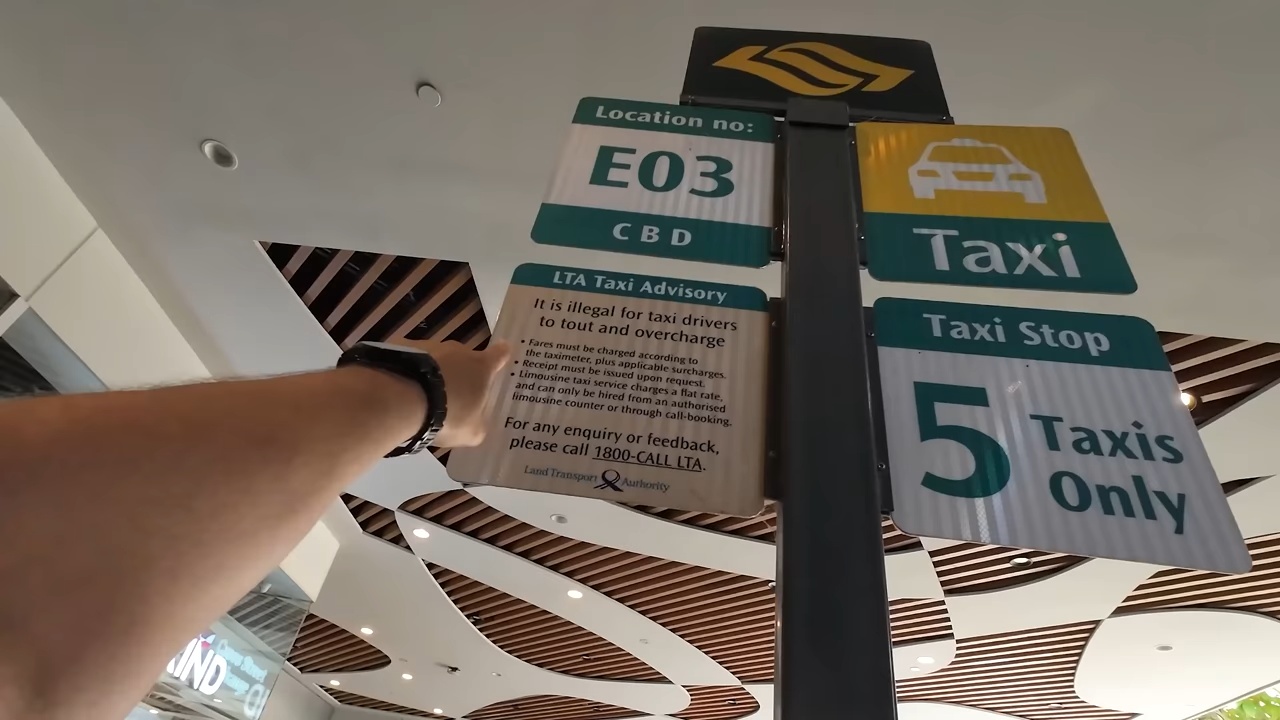 Location no:
E03
CBD
Taxi
LTA Taxi Advisory
It is illegal for taxi drivers
to tout and overcharge
• Fares must be charged according to
the taximeter, plus applicable surcharges.
• Receipt must be issued upon request.
• Limousine taxi service charges a flat rate,
and can only be hired from an authorised
limousine counter or through call-booking.
For any enquiry or feedback,
please call 1800-CALL LTA.
Land Transport Authority
Taxi Stop
5 Taxis
Only